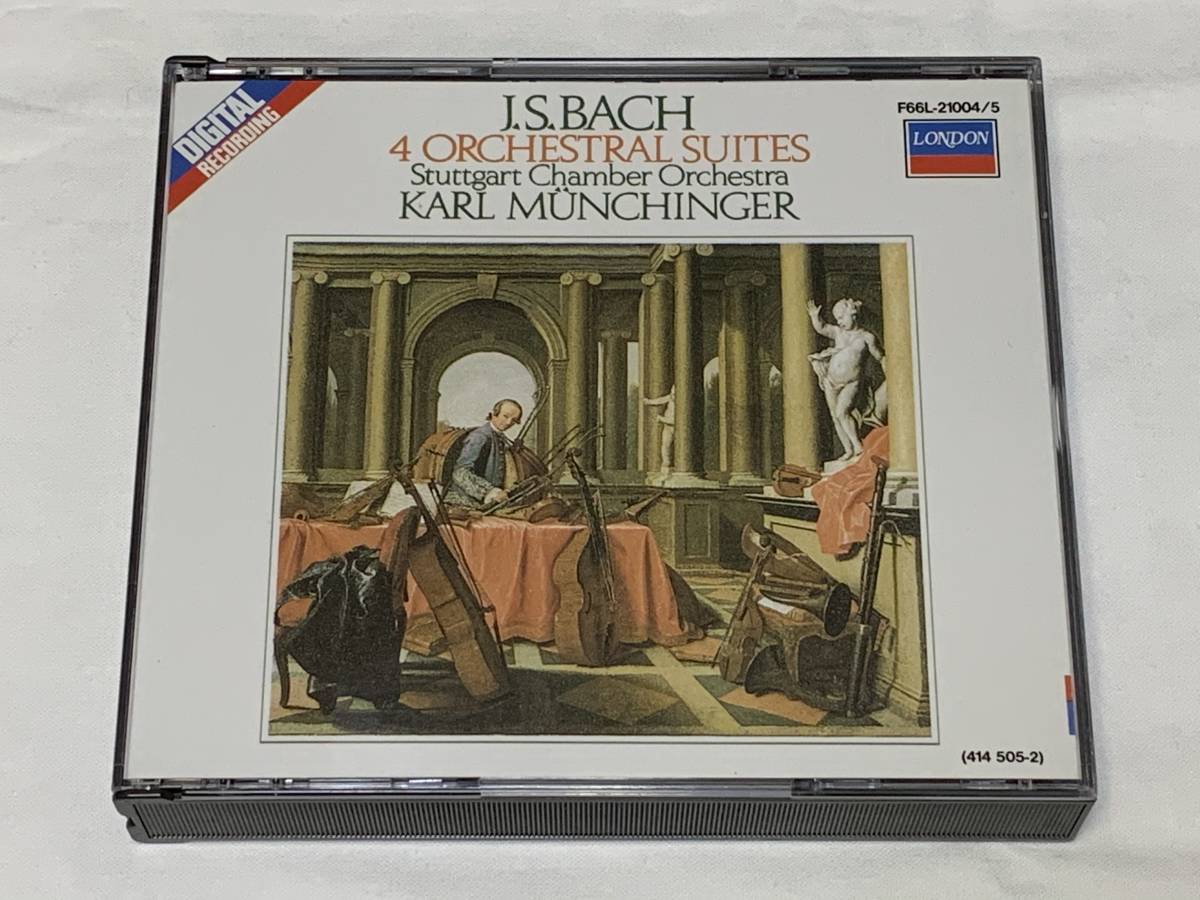 DIGITAL
RECORDING
J.S.BACH
4 ORCHESTRAL SUITES
Stuttgart Chamber Orchestra
KARL MÜNCHINGER
F66L-21004/5
LONDON
(414 505-2)